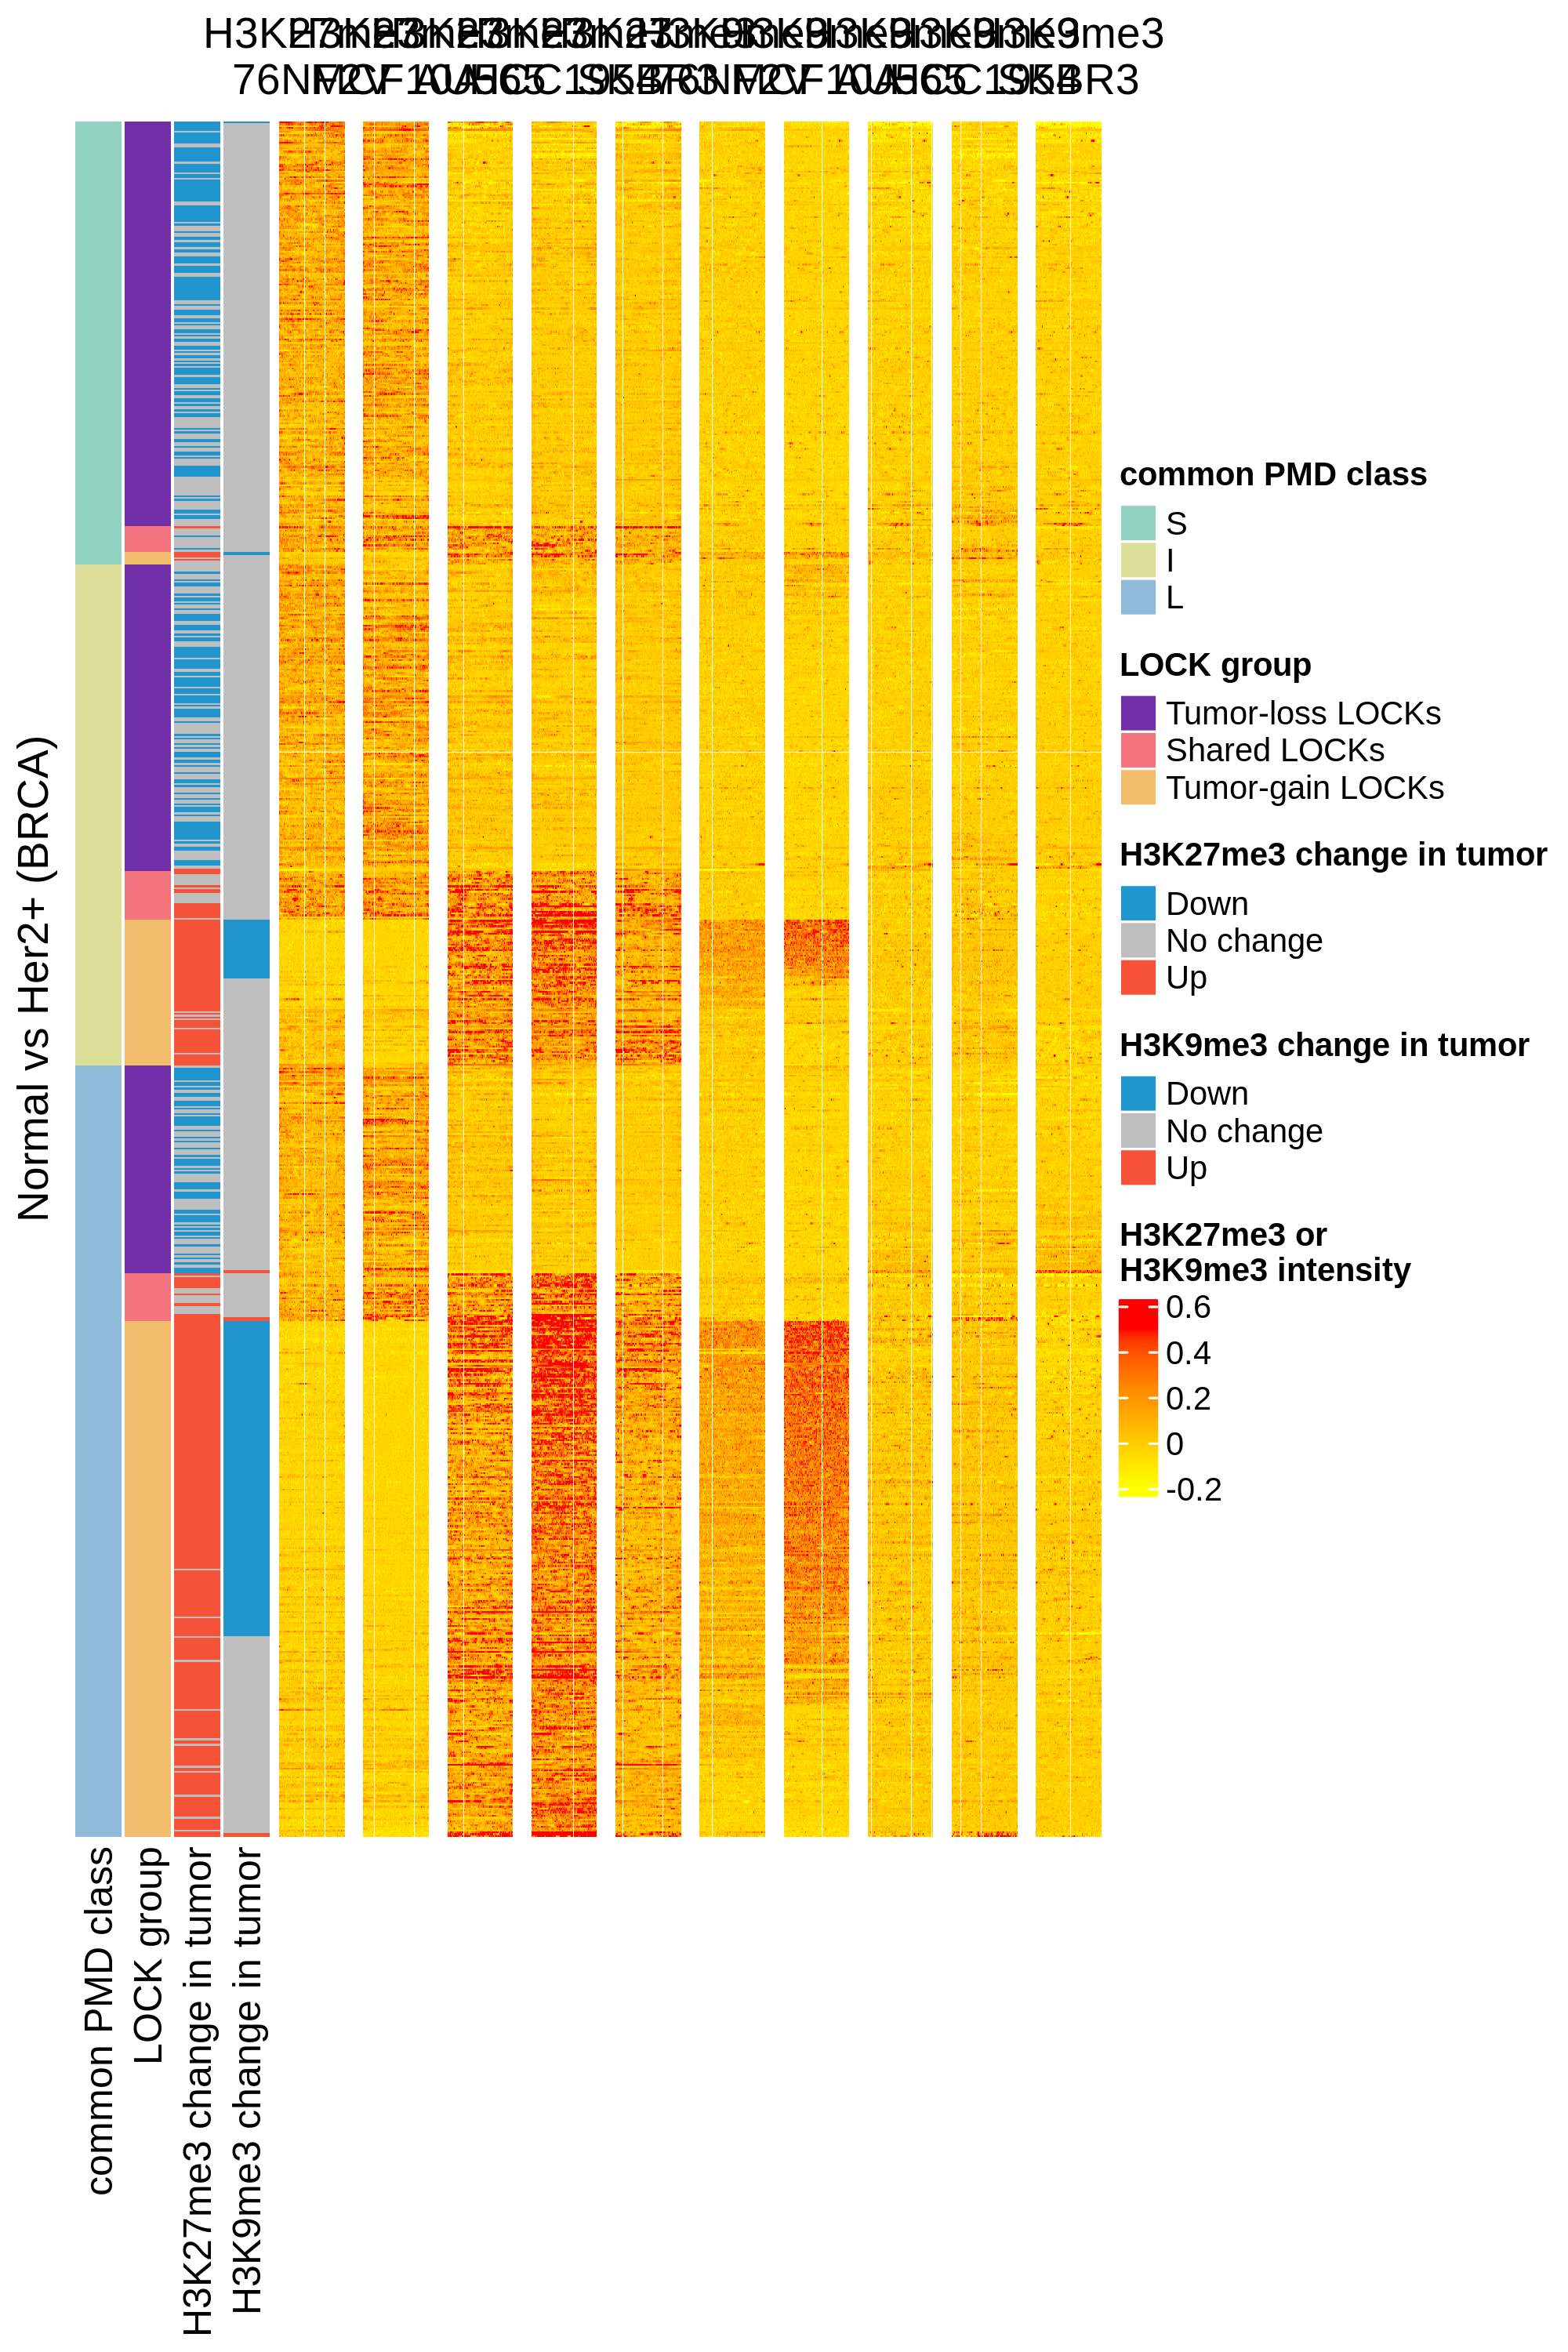 common PMD class
S
I
L
LOCK group
Tumor-loss LOCKs
Shared LOCKs
Tumor-gain LOCKs
H3K27me3 change in tumor
Down
No change
Up
H3K9me3 change in tumor
Down
No change
Up
H3K27me3 or
H3K9me3 intensity
0.6
0.4
0.2
0
-0.2
Normal vs Her2+ (BRCA)
common PMD class
LOCK group
H3K27me3 change in tumor
H3K9me3 change in tumor